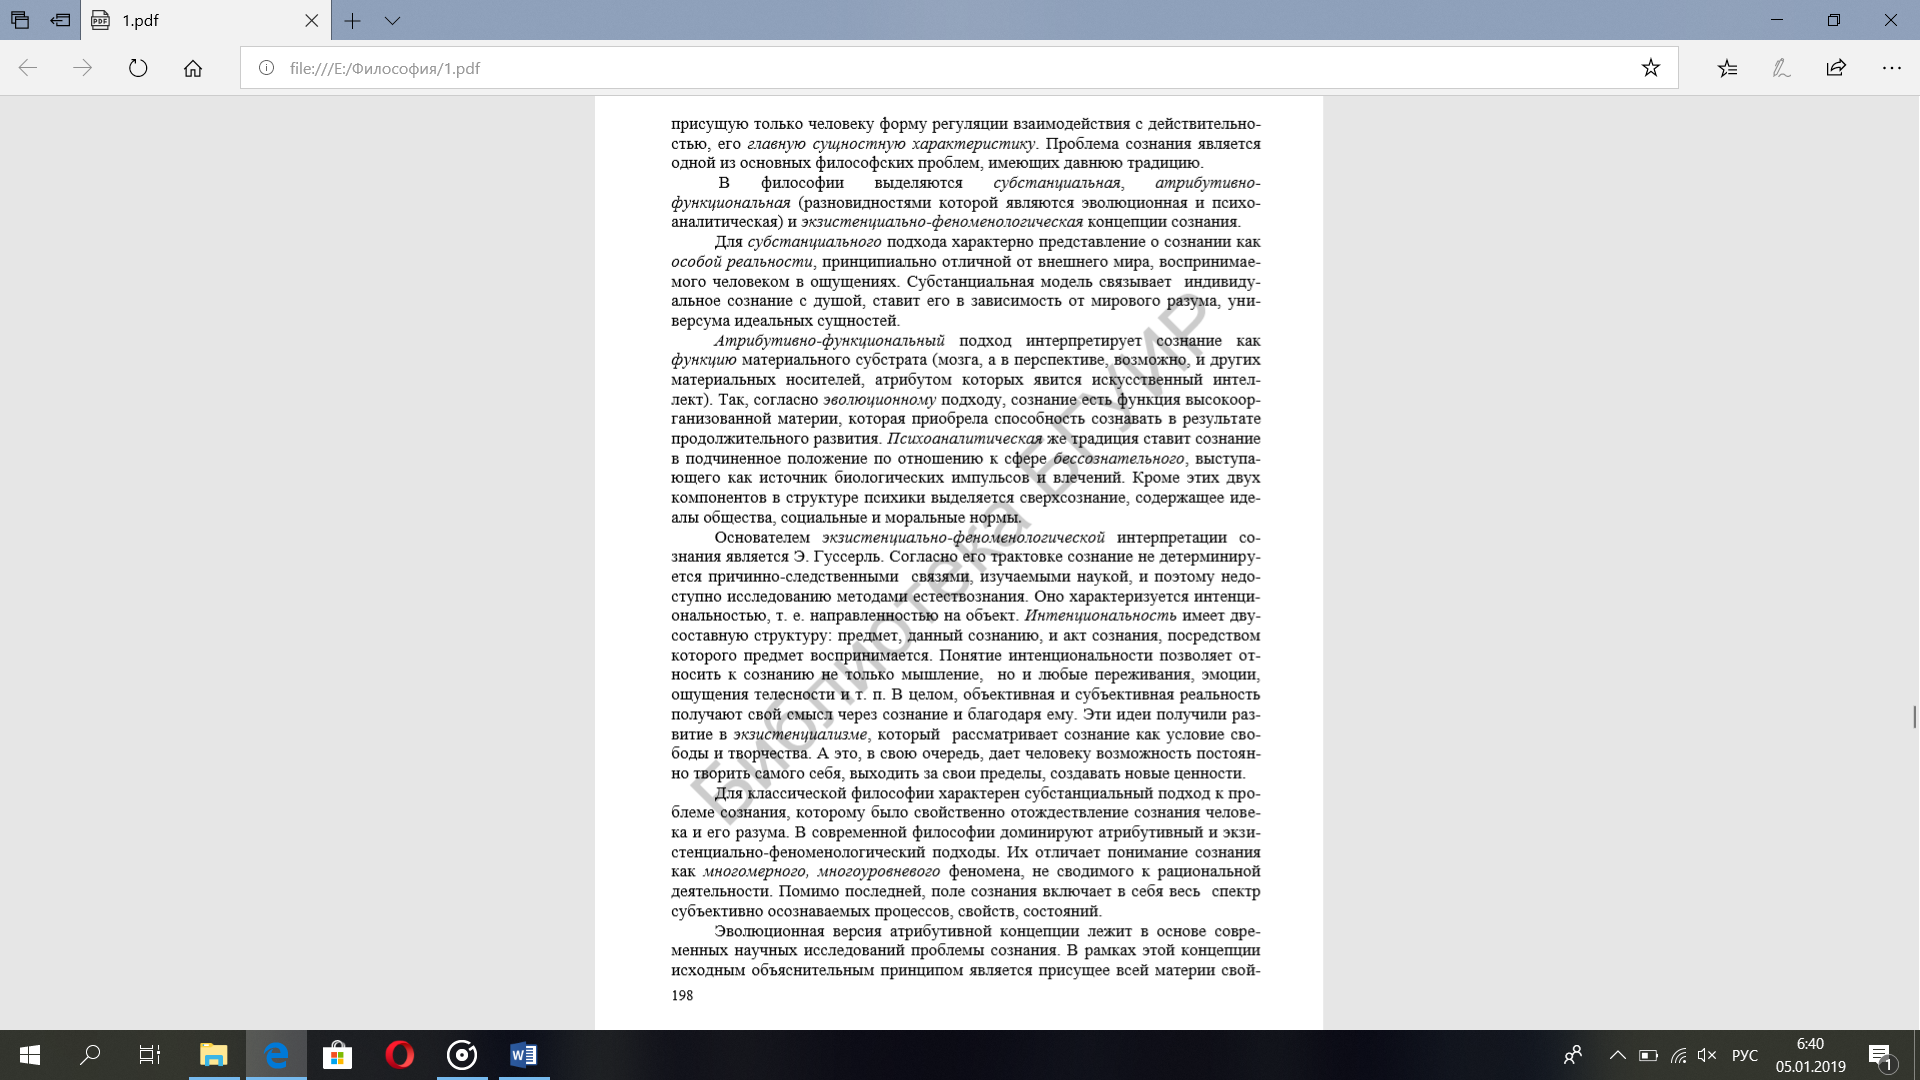 1.pdf
file:///E:/Философия/1.pdf
присущую только человеку форму регуляции взаимодействия с действительно-
стью, его главную сущностную характеристику. Проблема сознания является
одной из основных философских проблем, имеющих давнюю традицию.
В философии выделяются субстанциальная, атрибутивно-
функциональная (разновидностями которой являются эволюционная и психо-
аналитическая) и экзистенциально-феноменологическая концепции сознания.
Для субстанциального подхода характерно представление о сознании как
особой реальности, принципиально отличной от внешнего мира, воспринимае-
мого человеком в ощущениях. Субстанциальная модель связывает индивиду-
альное сознание с душой, ставит его в зависимость от мирового разума, уни-
версума идеальных сущностей.
Атрибутивно-функциональный подход интерпретирует сознание как
функцию материального субстрата (мозга, а в перспективе, возможно, и других
материальных носителей, атрибутом которых явится искусственный интел-
лект). Так, согласно эволюционному подходу, сознание есть функция высокоор-
ганизованной материи, которая приобрела способность сознавать в результате
продолжительного развития. Психоаналитическая же традиция ставит сознание
в подчиненное положение по отношению к сфере бессознательного, выступа-
ющего как источник биологических импульсов и влечений. Кроме этих двух
компонентов в структуре психики выделяется сверхсознание, содержащее иде-
алы общества, социальные и моральные нормы.
Основателем экзистенциально-феноменологической интерпретации со-
знания является Э. Гуссерль. Согласно его трактовке сознание не детерминиру-
ется причинно-следственными связями, изучаемыми наукой, и поэтому недо-
ступно исследованию методами естествознания. Оно характеризуется интенци-
ональностью, т. е. направленностью на объект. Интенциональность имеет дву-
составную структуру: предмет, данный сознанию, и акт сознания, посредством
которого предмет воспринимается. Понятие интенциональности позволяет от-
носить к сознанию не только мышление, но и любые переживания, эмоции,
ощущения телесности и т. п. В целом, объективная и субъективная реальность
получают свой смысл через сознание и благодаря ему. Эти идеи получили раз-
витие в экзистенциализме, который рассматривает сознание как условие сво-
боды и творчества. А это, в свою очередь, дает человеку возможность постоян-
но творить самого себя, выходить за свои пределы, создавать новые ценности.
Для классической философии характерен субстанциальный подход к про-
блеме сознания, которому было свойственно отождествление сознания челове-
ка и его разума. В современной философии доминируют атрибутивный и экзи-
стенциально-феноменологический подходы. Их отличает понимание сознания
как многомерного, многоуровневого феномена, не сводимого к рациональной
деятельности. Помимо последней, поле сознания включает в себя весь спектр
субъективно осознаваемых процессов, свойств, состояний.
Эволюционная версия атрибутивной концепции лежит в основе совре-
менных научных исследований проблемы сознания. В рамках этой концепции
исходным объяснительным принципом является присущее всей материи свой-
198
Библиотека БГУИР
РУС
6:40
05.01.2019
1